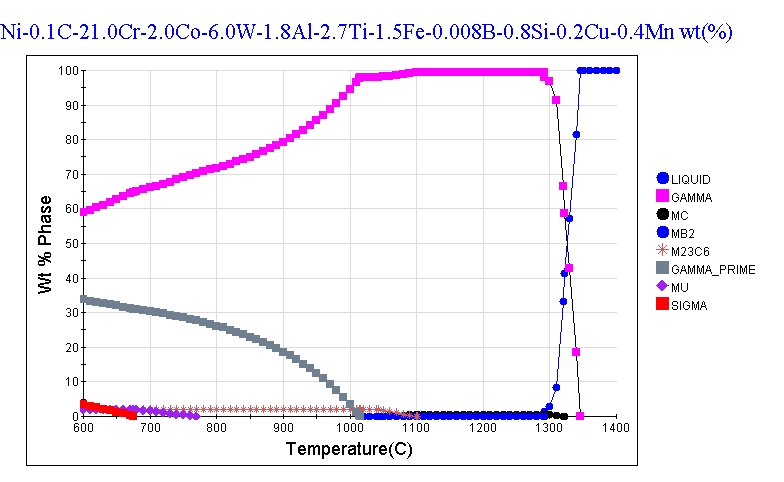 Ni-0.1C-21.0Cr-2.0Co-6.0W-1.8Al-2.7Ti-1.5Fe-0.008B-0.8Si-0.2Cu-0.4Mn wt(%)
100
90
80
70
60
50
40
30
20
10
0
Wt % Phase
600 700 800 900 1000 1100 1200 1300 1400
Temperature(C)
LIQUID
GAMMA
MC
MB2
M23C6
GAMMA_PRIME
MU
SIGMA